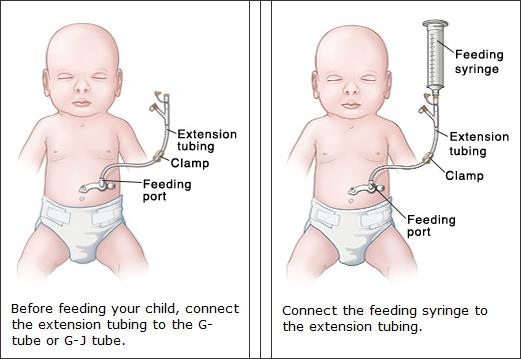 Extension
tubing
Clamp
Feeding
port
Before feeding your child, connect
the extension tubing to the G-
tube or G-J tube.
Feeding
syringe
Extension
tubing
Clamp
Feeding
port
Connect the feeding syringe to
the extension tubing.